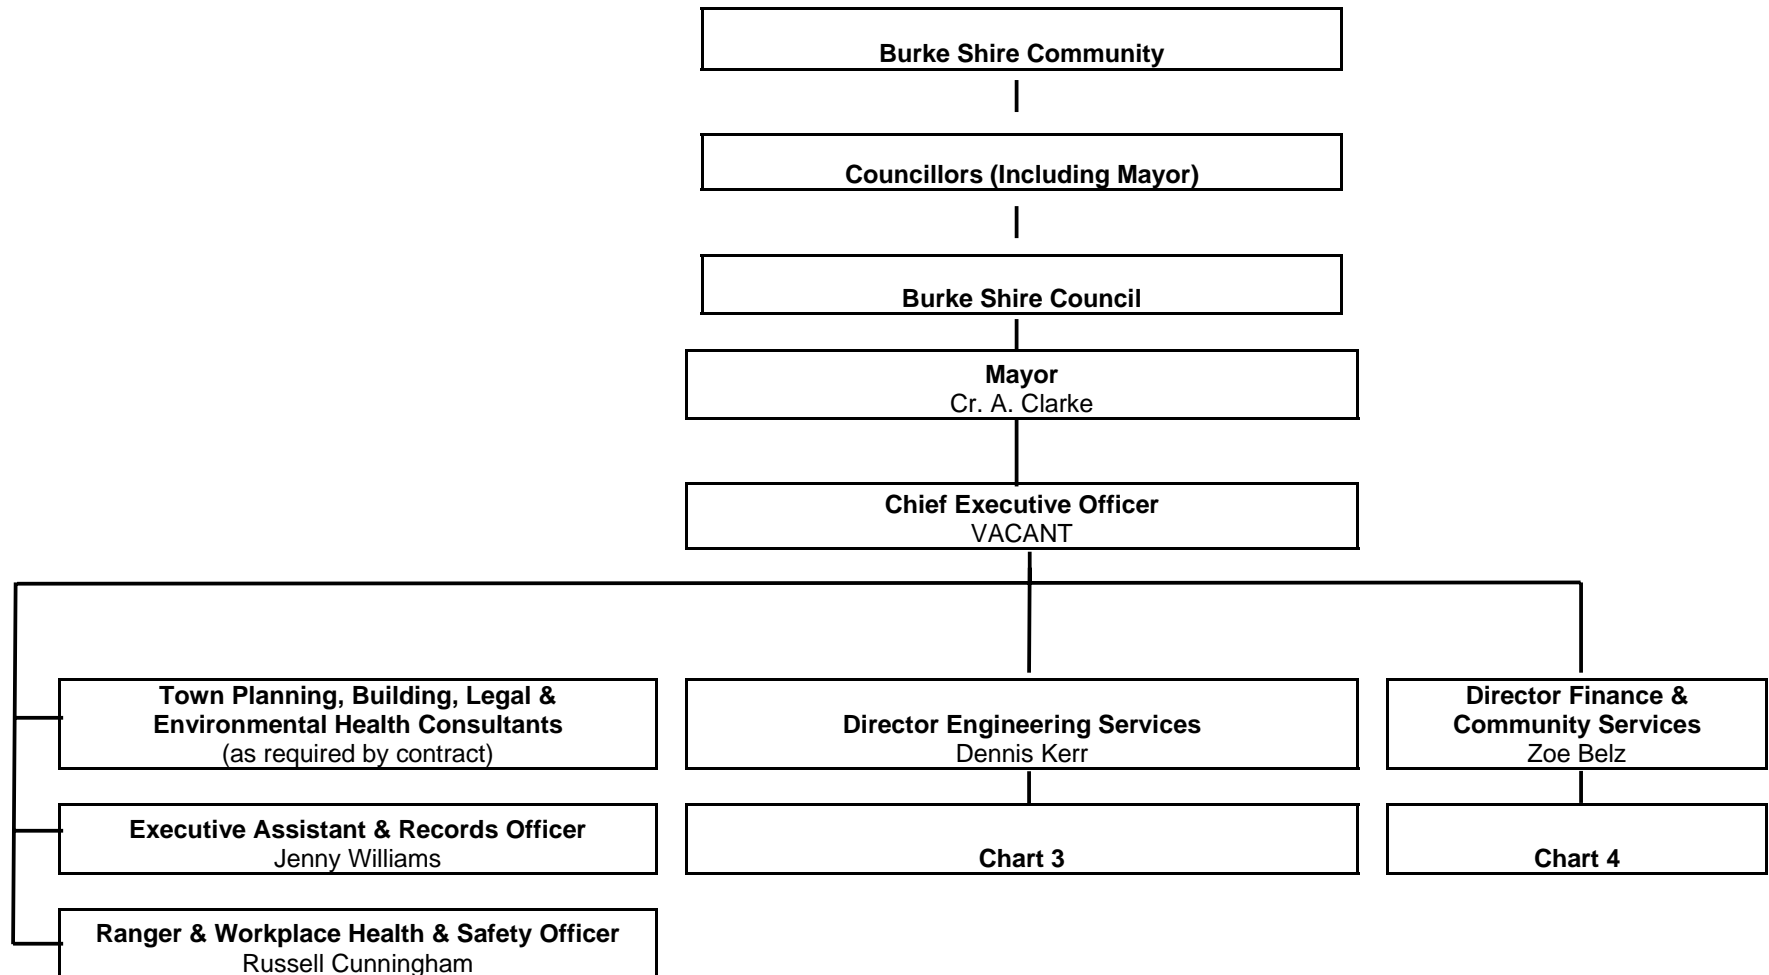 Burke Shire Community
Councillors (Including Mayor)
Burke Shire Council
Mayor
Cr. A. Clarke
Chief Executive Officer
VACANT
Town Planning, Building, Legal &
Environmental Health Consultants
(as required by contract)
Director Engineering Services
Dennis Kerr
Director Finance &
Community Services
Zoe Belz
Executive Assistant & Records Officer
Jenny Williams
Chart 3
Chart 4
Ranger & Workplace Health & Safety Officer
Russell Cunningham